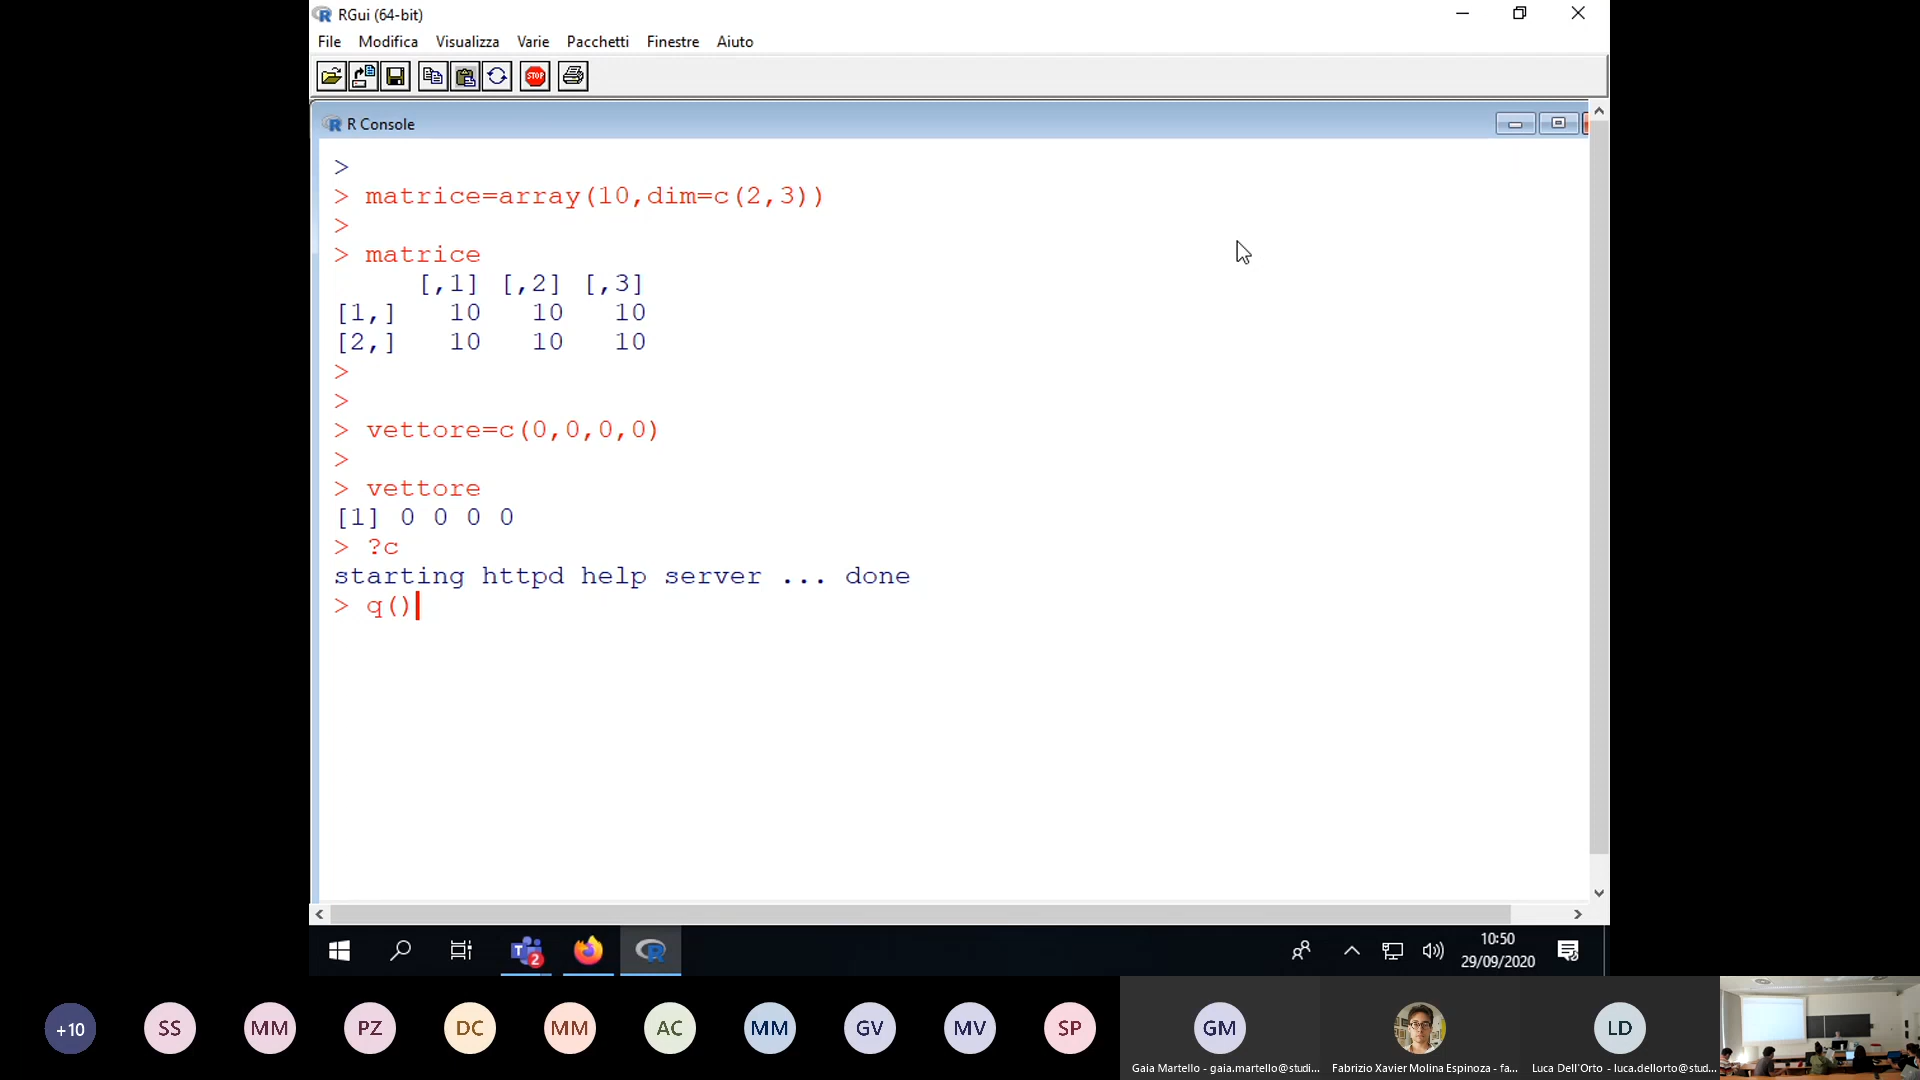 RGui (64-bit)
File Modifica Visualizza Varie Pacchetti Finestre Aiuto
STOP
R Console
>
> matrice=array(10,dim=c(2,3))
>
> matrice
[,1] [,2] [,3]
[1,] 10 10 10
[2,] 10 10 10
>
>
> vettore=c(0,0,0,0)
>
> vettore
[1] 0 0 0 0
> ?c
starting httpd help server ... done
> q()
2
10:50
29/09/2020
+10 SS MM PZ DC MM AC MM GV MV SP GM LD
Gaia Martello - gaia.martello@studi... Fabrizio Xavier Molina Espinoza - fa... Luca Dell'Orto - luca.dellorto@stud...